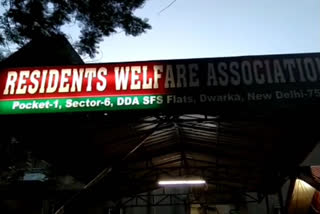 RESIDENTS WELFARE ASSOCIATION
Pocket-1, Sector-6, DDA SFS Flats, Dwarka, New Delhi-75